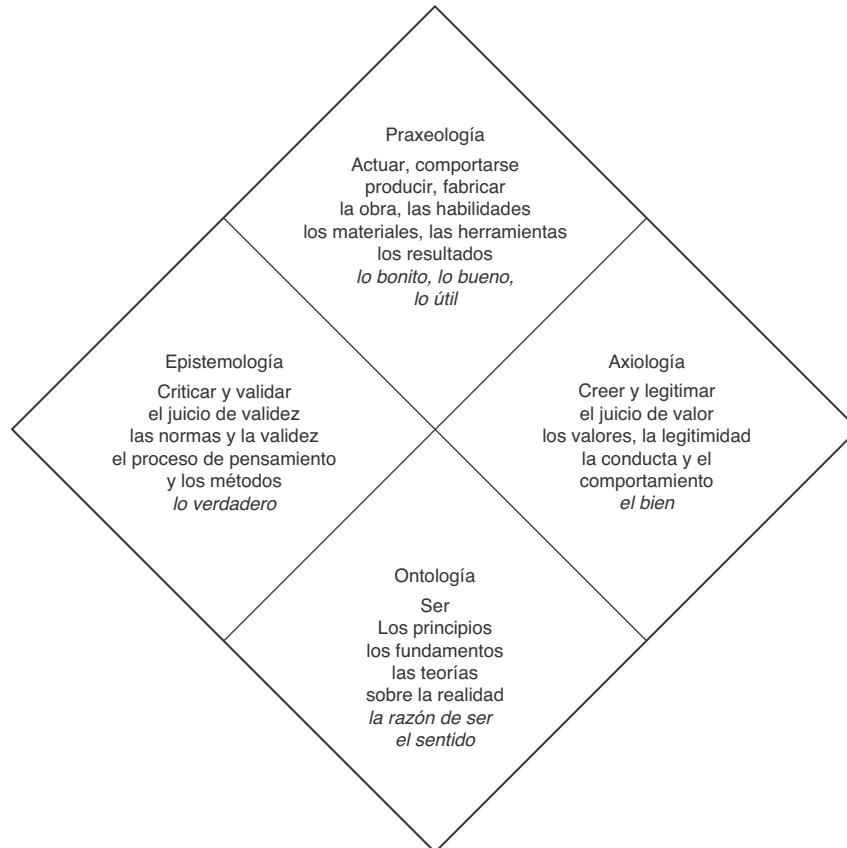 Praxeología
Actuar, comportarse
producir, fabricar
la obra, las habilidades
los materiales, las herramientas
los resultados
lo bonito, lo bueno,
lo útil
Epistemología
Criticar y validar
el juicio de validez
las normas y la validez
el proceso de pensamiento
y los métodos
lo verdadero
Axiología
Creer y legitimar
el juicio de valor
los valores, la legitimidad
la conducta y el
comportamiento
el bien
Ontología
Ser
Los principios
los fundamentos
las teorías
sobre la realidad
la razón de ser
el sentido